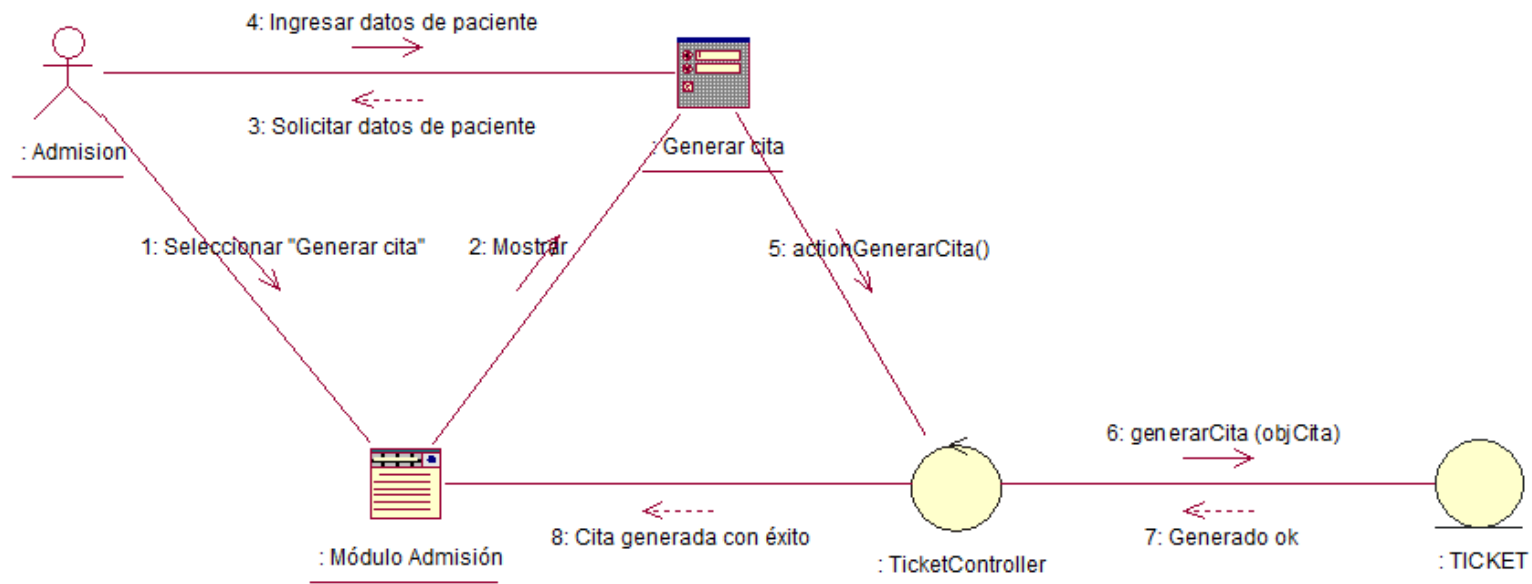 4: Ingresar datos de paciente
3: Solicitar datos de paciente
: Admision
: Generar cita
1: Seleccionar "Generar cita"
2: Mostrar
5: actionGenerarCita()
6: generarCita (objCita)
8: Cita generada con éxito
7: Generado ok
: Módulo Admisión
: TicketController
: TICKET